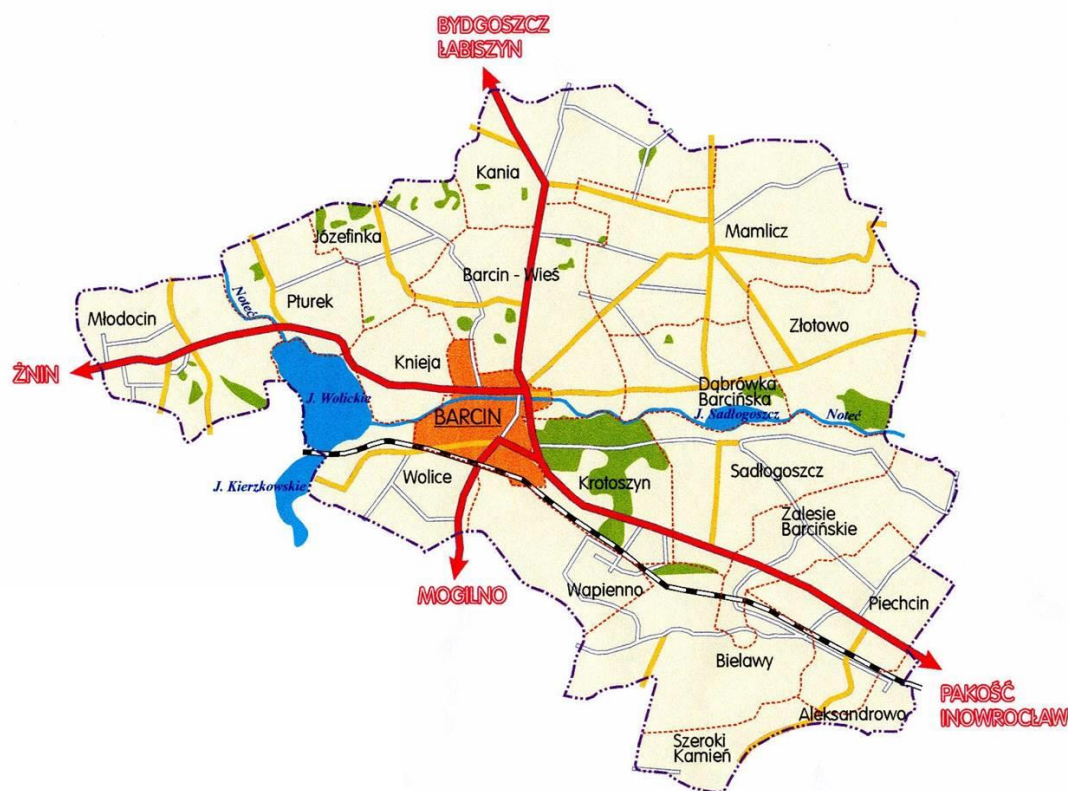 BYDGOSZCZ
ŁABISZYN
Kania
Mamlicz
Józefinka
Barcin - Wieś
Noteć
Pturek
Młodocin
Złotowo
Knieja
ŻNIN
Dąbrówka
Barcińska
J. Wolickie
BARCIN
J. Sadłogoszcz
Noteć
Wolice
Sadłogoszcz
J. Kierzkowskie
Krotoszyn
Zalesie
Barcińskie
MOGILNO
Wapienno
Piechcin
Bielawy
PAKOŚĆ
INOWROCŁAW
Aleksandrowo
Szeroki
Kamień